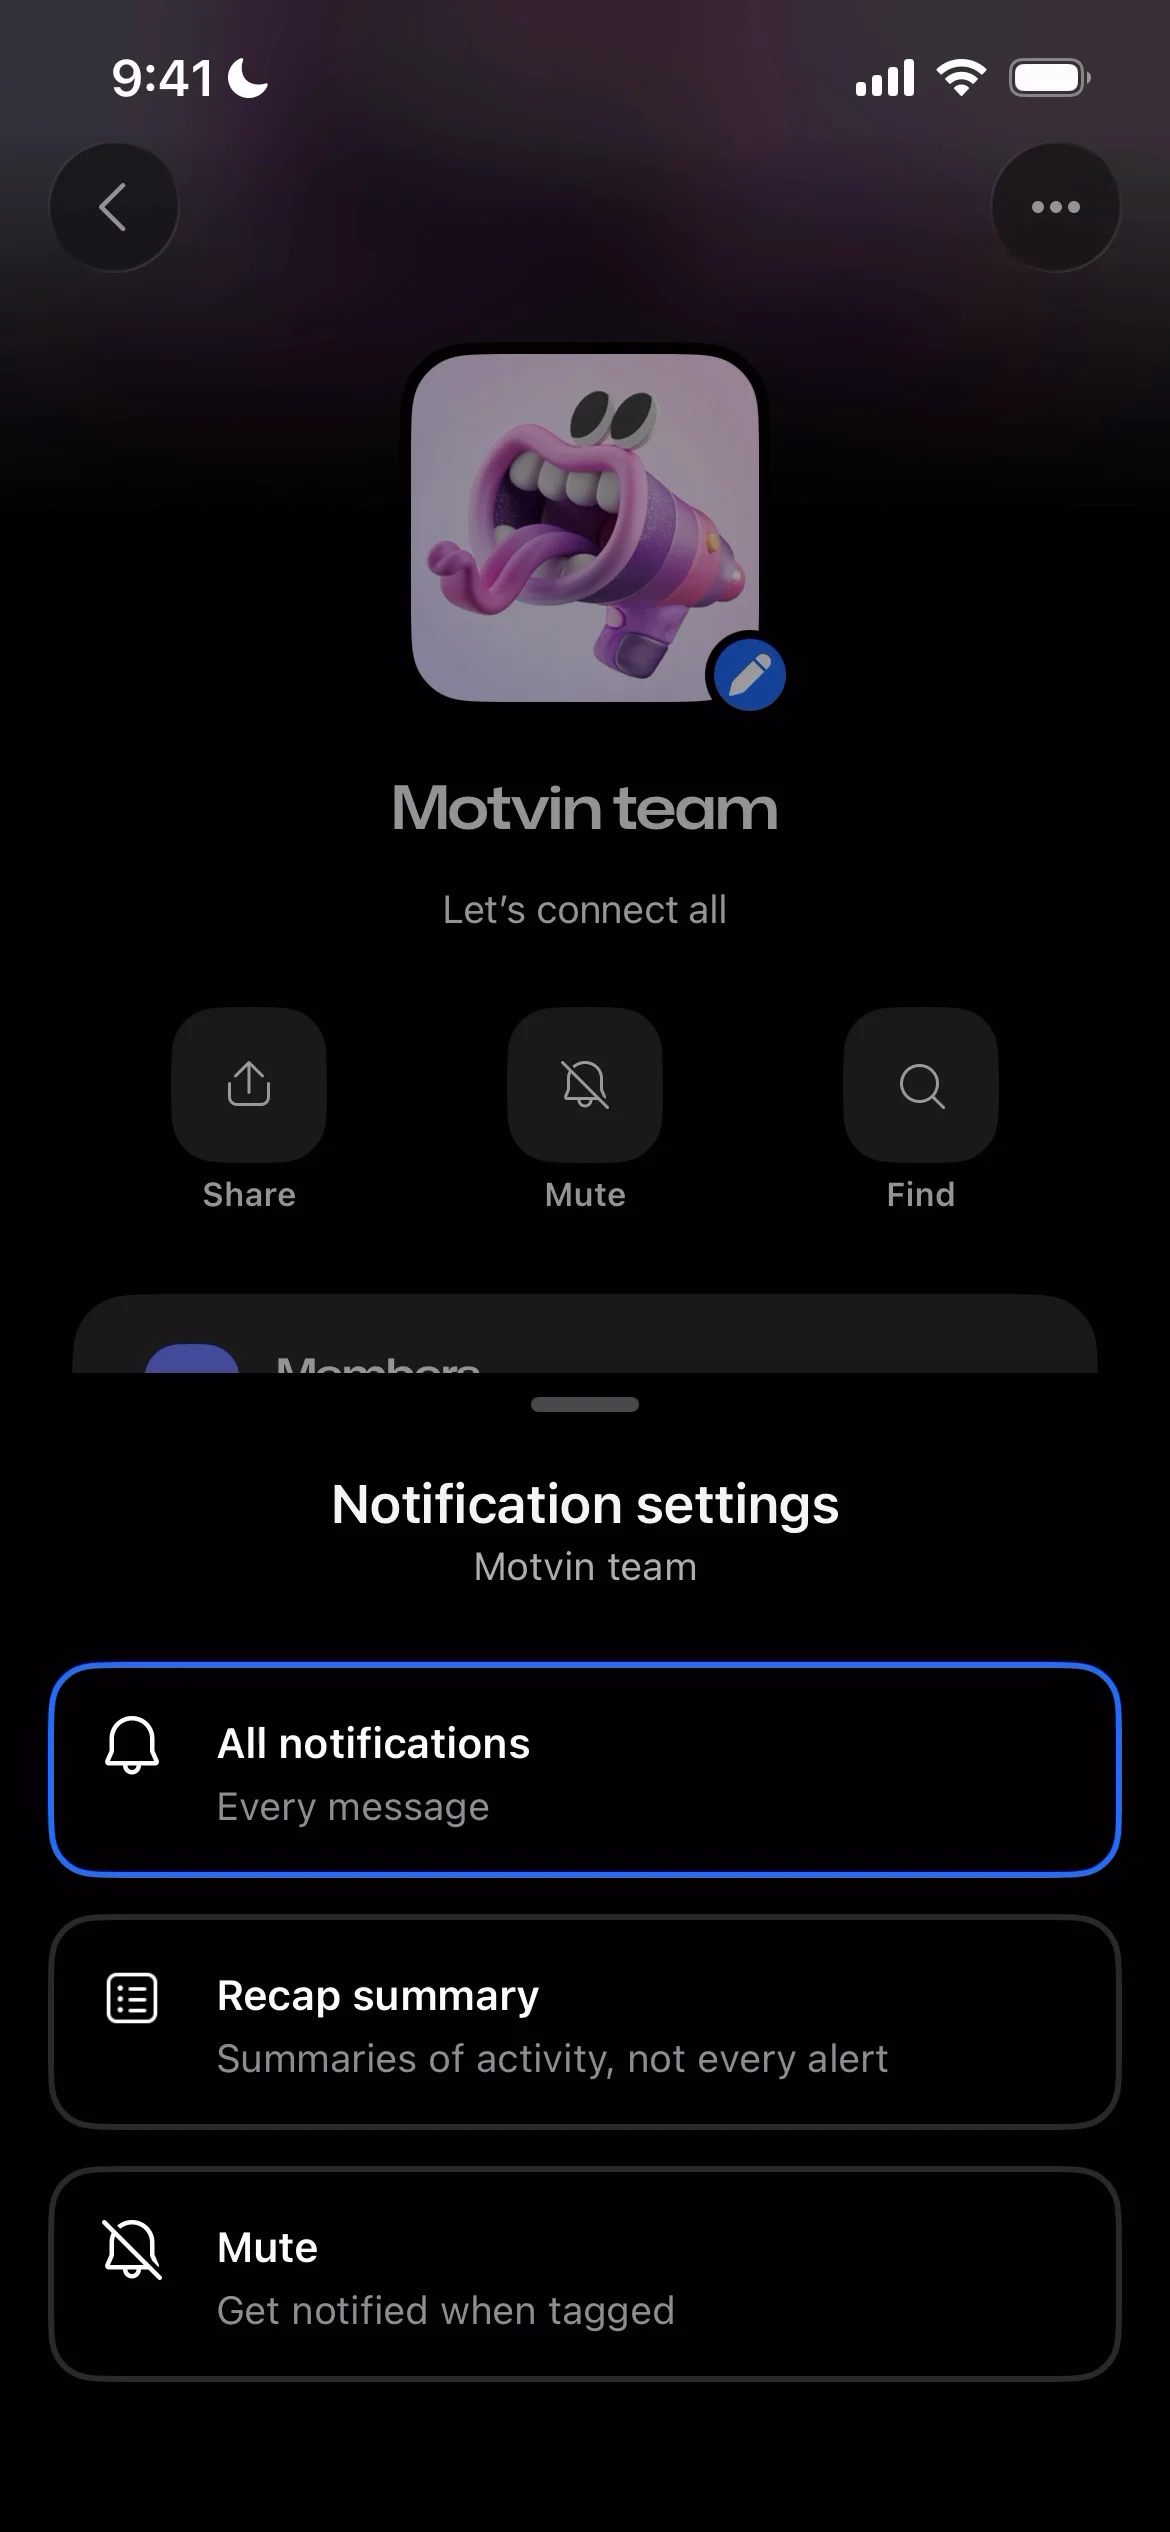 9:41
Motvin team
Let's connect all
Share
Mute
Find
Members
Notification settings
Motvin team
All notifications
Every message
Recap summary
Summaries of activity, not every alert
Mute
Get notified when tagged